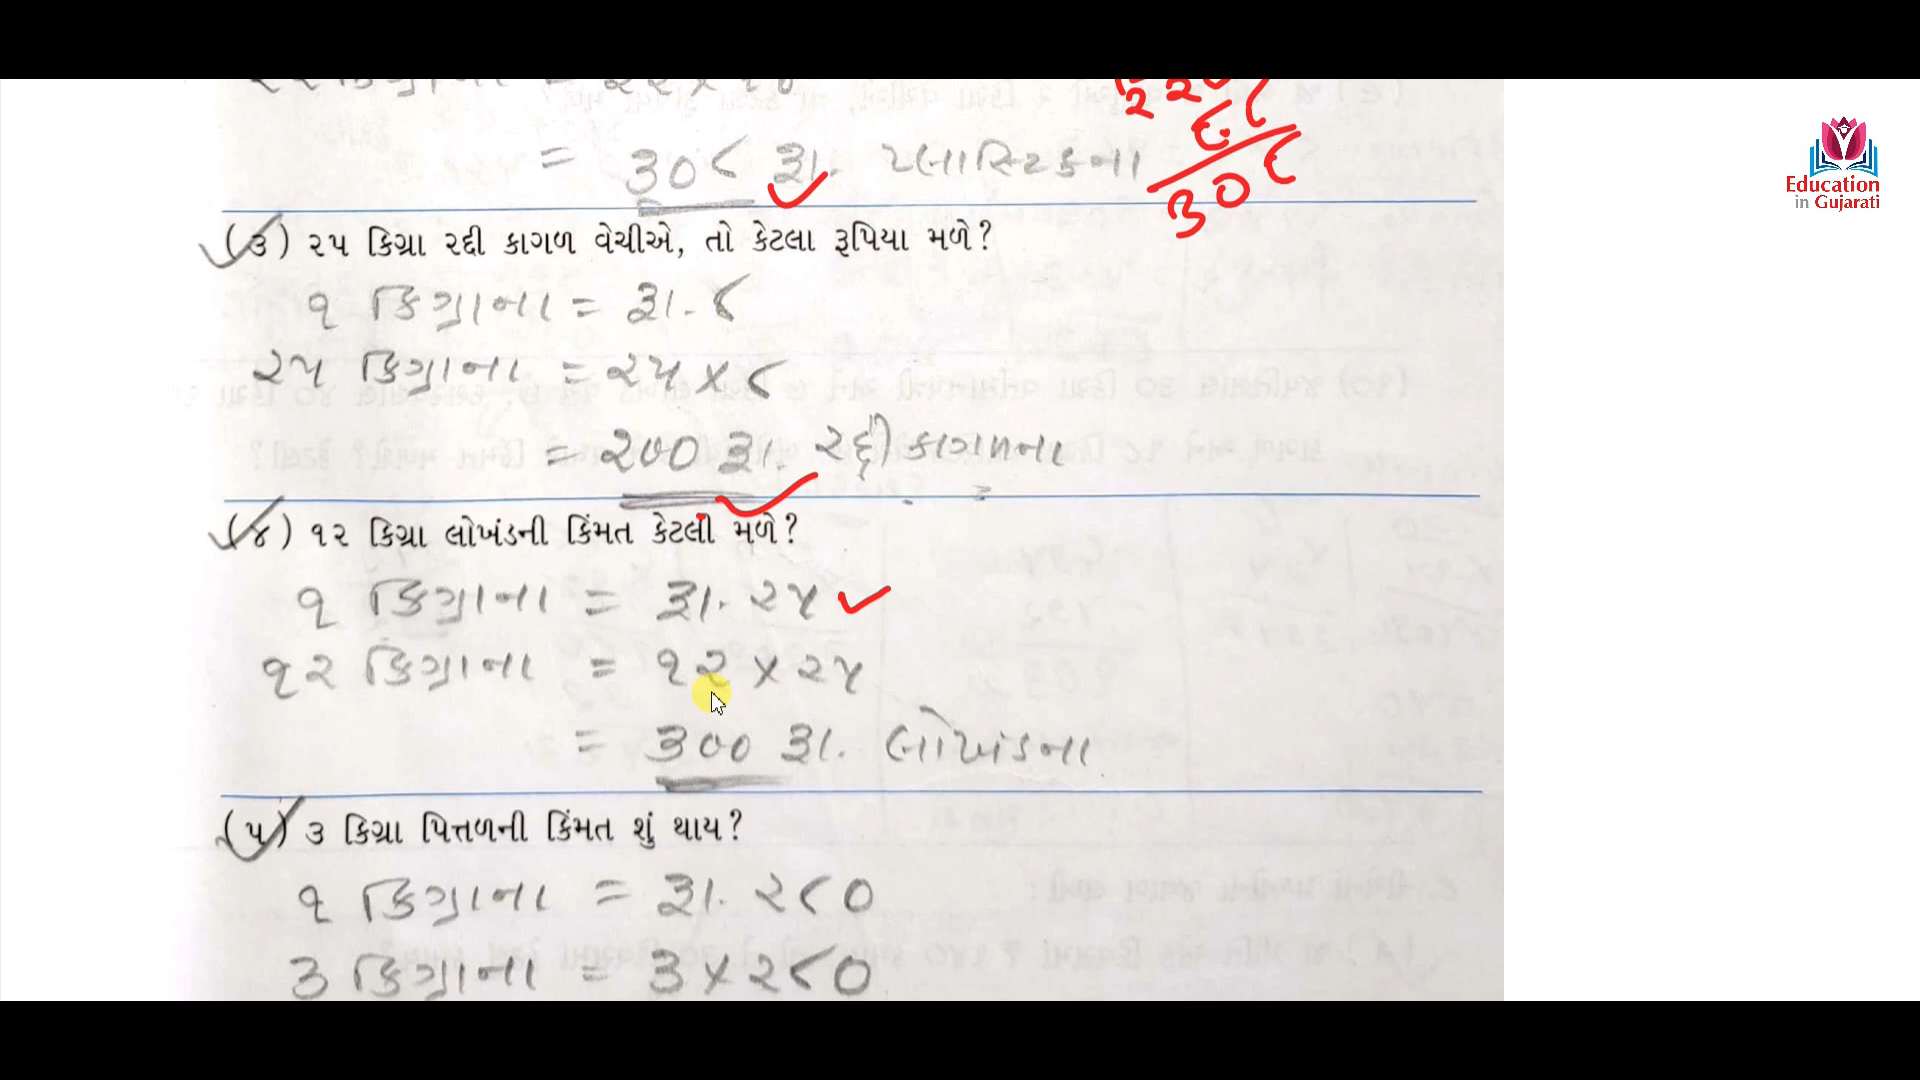 = ૩૦૮ રૂા. પ્લાસ્ટિકના
૩૦૮
(૩) ૨૫ કિગ્રા રદ્દી કાગળ વેચીએ, તો કેટલા રૂપિયા મળે?
૧ કિગ્રાના = રૂા. ૮
૨૫ કિગ્રાના = ૨૫ × ૮
= ૨૦૦ રૂા. રદ્દી કાગળના
(૪) ૧૨ કિગ્રા લોખંડની કિંમત કેટલી મળે?
૧ કિગ્રાના = રૂા. ૨૫
૧૨ કિગ્રાના = ૧૨ × ૨૫
= ૩૦૦ રૂા. લોખંડના
(૫) ૩ કિગ્રા પિત્તળની કિંમત શું થાય?
૧ કિગ્રાના = રૂા. ૨૮૦
૩ કિગ્રાના = ૩ × ૨૮૦
Education
in Gujarati